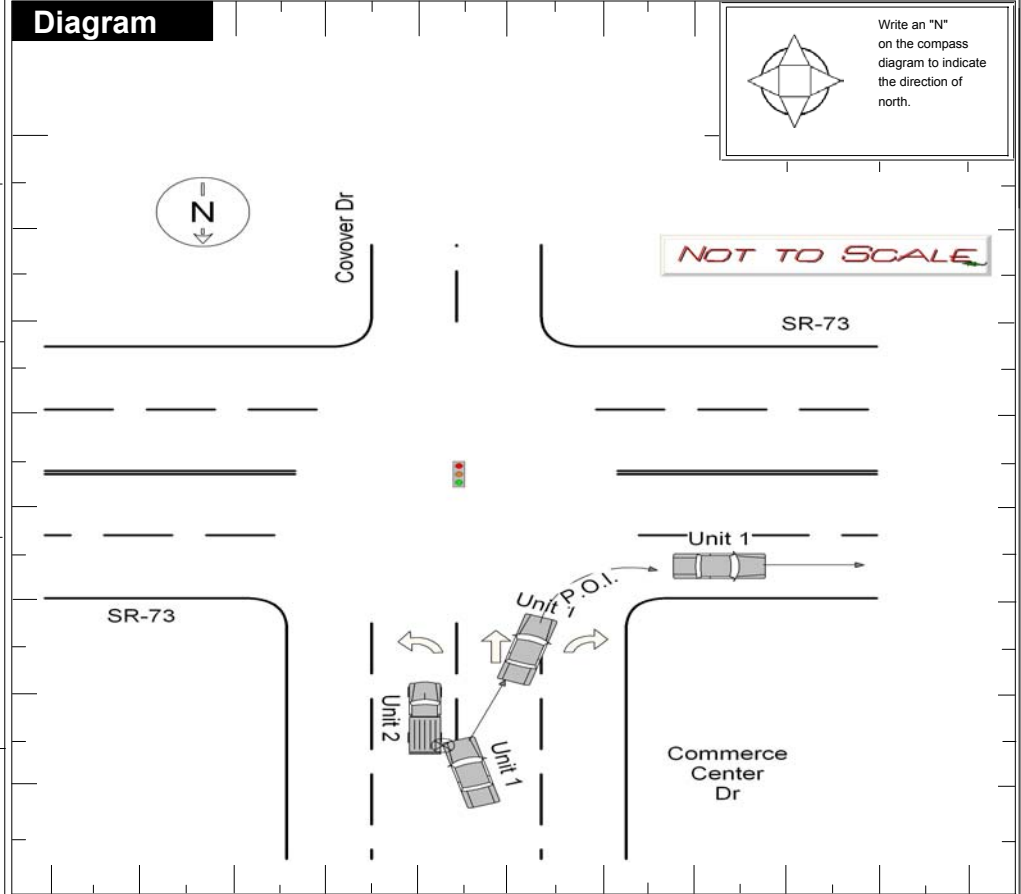 Diagram
Write an "N"
on the compass
diagram to indicate
the direction of
north.
N
Covover Dr
NOT TO SCALE
SR-73
Unit 1
P.O.I.
Unit 1
SR-73
Unit 2
Unit 1
Commerce
Center
Dr